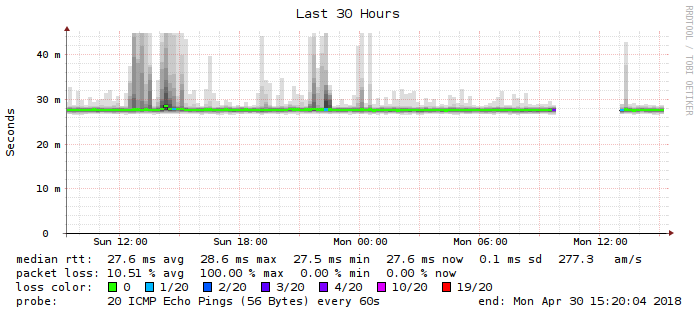 Last 30 Hours
RRDTOOL / TOBI OETIKER
Seconds
40 m
30 m
20 m
10 m
0
Sun 12:00 Sun 18:00 Mon 00:00 Mon 06:00 Mon 12:00
median rtt: 27.6 ms avg 28.6 ms max 27.5 ms min 27.6 ms now 0.1 ms sd 277.3 am/s
packet loss: 10.51 % avg 100.00 % max 0.00 % min 0.00 % now
loss color: 0 1/20 2/20 3/20 4/20 10/20 19/20
probe: 20 ICMP Echo Pings (56 Bytes) every 60s end: Mon Apr 30 15:20:04 2018